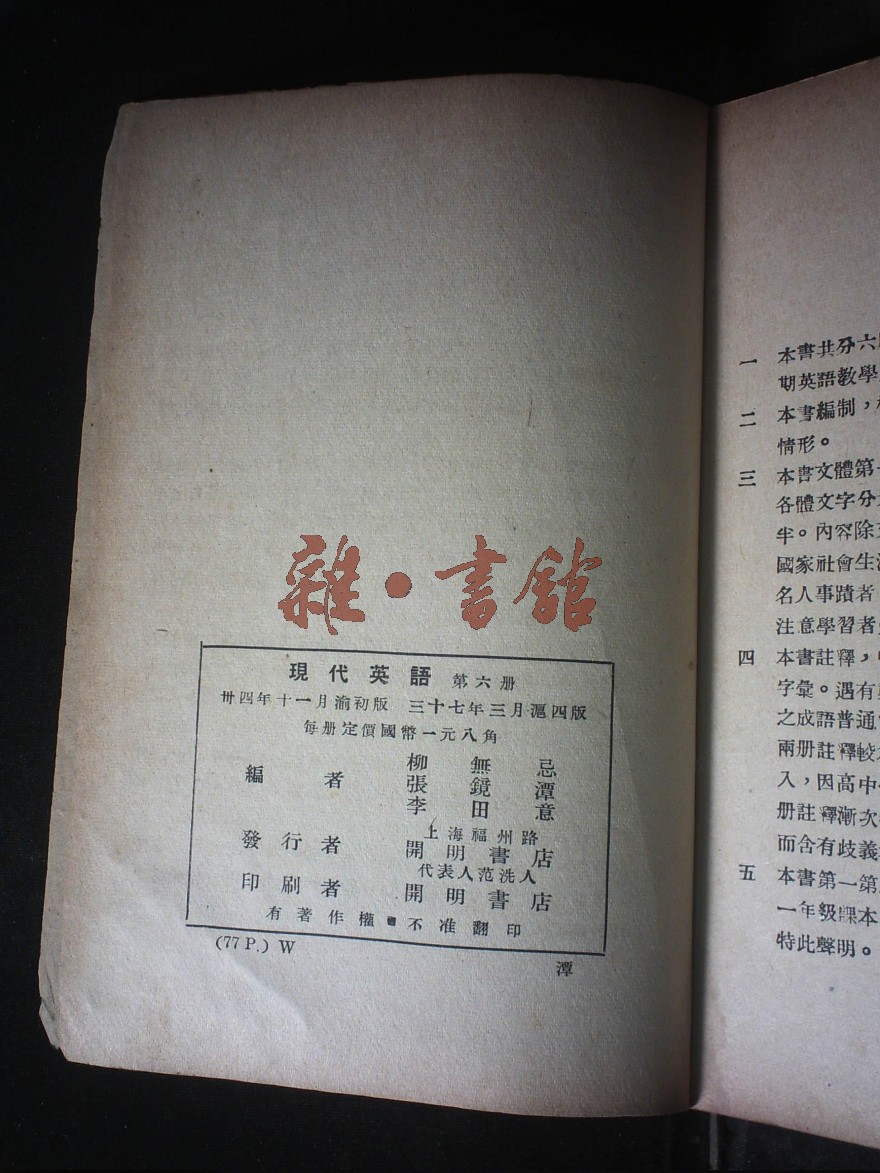 雜·書館
現代英語 第六册
卅四年十一月渝初版 三十七年三月滬四版
每册定價國幣一元八角
編者 柳無忌
張鏡潭
李田意
發行者 上海福州路
開明書店
代表人范洗人
印刷者 開明書店
有著作權 不准翻印
(77 P.) W
潭
一 本書共分六
期英語教學
二 本書編制，
情形。
三 本書文體第
各體文字分
半。內容除
國家社會生
名人事蹟者
注意學習者
四 本書註釋，
字彙。遇有
之成語普通
兩册註釋較
入，因高中
册註釋漸次
而含有歧義
五 本書第一第
一年級課本
特此聲明。